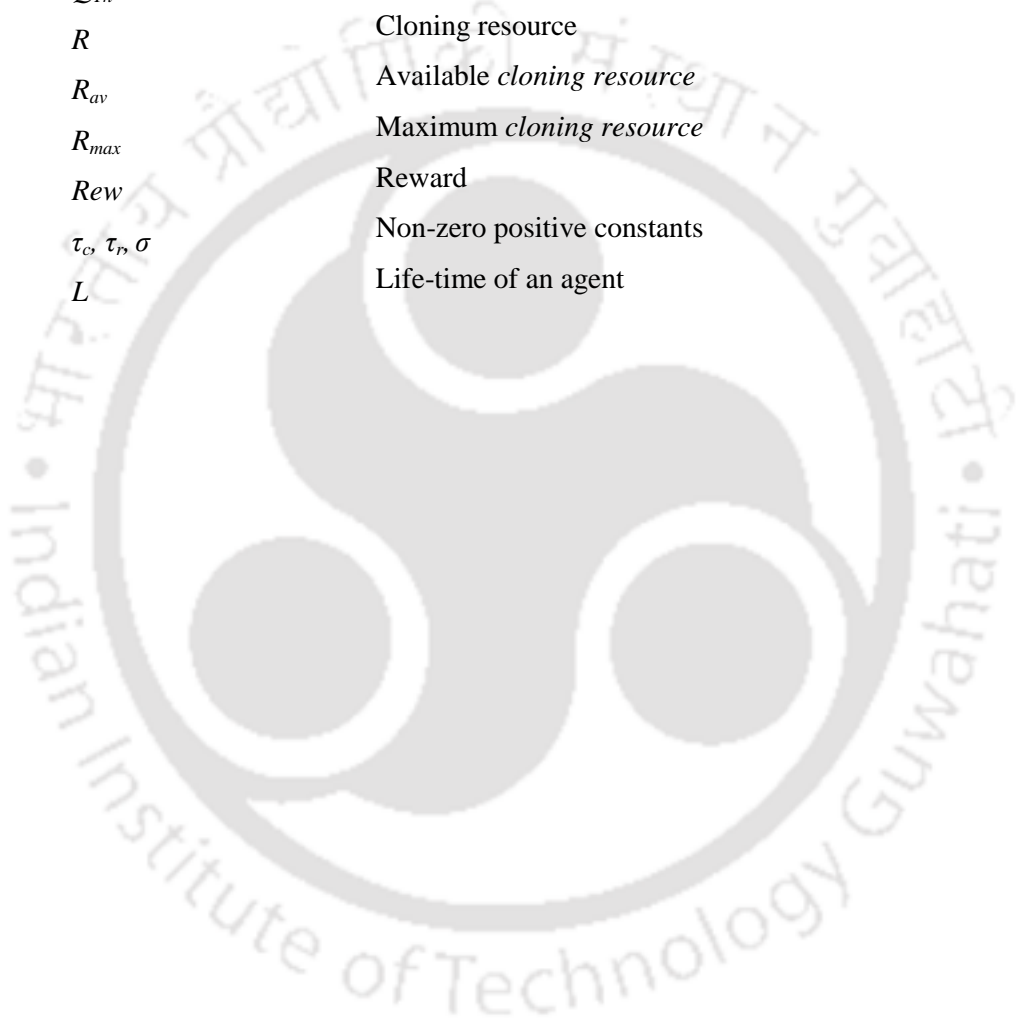 R Cloning resource
R_av Available cloning resource
R_max Maximum cloning resource
Rew Reward
τ_c, τ_r, σ Non-zero positive constants
L Life-time of an agent
भारतीय प्रौद्योगिकी संस्थान गुवाहाटी
• Indian Institute of Technology Guwahati •